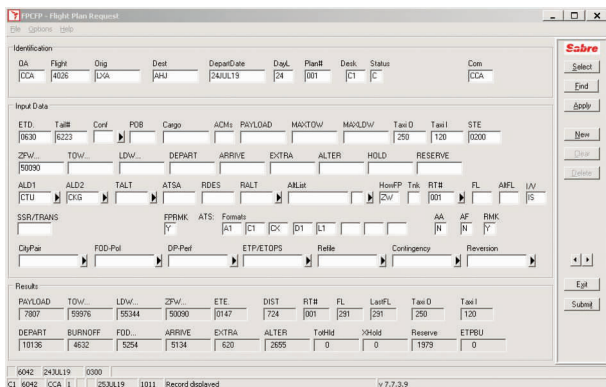 FPCFP - Flight Plan Request
File Options Help
Identification
OA Flight Orig Dest DepartDate DayL Plan# Desk Status Com
CCA 4026 LXA AHJ 24JUL19 24 001 C1 C CCA
Input Data
ETD. Tail# Conf POB Cargo ACMs PAYLOAD MAXTOW MAXLDW Taxi O Taxi I STE
0630 6223 250 120 0200
ZFW... TOW... LDW... DEPART ARRIVE EXTRA ALTER HOLD RESERVE
50090
ALD1 ALD2 TALT ATSA RDES RALT AltList HowFP Tnk RT# FL AltFL I/V
CTU CKG ZW 001 IS
SSR/TRANS FPRMK ATS: Formats AA AF RMK
Y A1 C1 CX D1 L1 N N Y
CityPair FOD-Pol DP-Perf ETP/ETOPS Refile Contingency Reversion
Results
PAYLOAD TOW... LDW... ZFW... ETE. DIST RT# FL LastFL Taxi O Taxi I
7807 59976 55344 50090 0147 724 001 291 291 250 120
DEPART BURNOFF FOD... ARRIVE EXTRA ALTER TotHld XHold Reserve ETPBU
10136 4632 5254 5134 620 2655 0 0 1979 0
6042 24JUL19 0300
C1 6042 CCA 1 25JUL19 1011 Record displayed v 7.7.3.9
Sabre
Select
Find
Apply
New
Clear
Delete
Exit
Submit